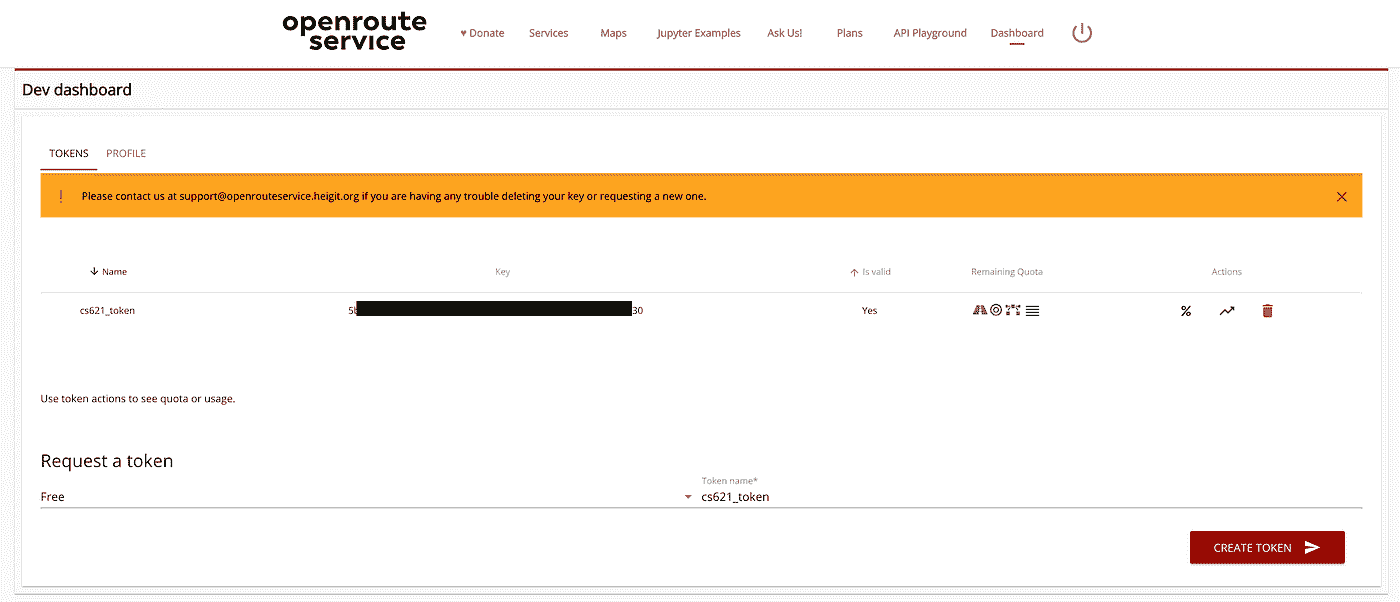 openroute
service
♥ Donate Services Maps Jupyter Examples Ask Us! Plans API Playground Dashboard
Dev dashboard
TOKENS PROFILE
! Please contact us at support@openrouteservice.heigit.org if you are having any trouble deleting your key or requesting a new one.
↓ Name Key ↑ Is valid Remaining Quota Actions
cs621_token 5b 30 Yes %
Use token actions to see quota or usage.
Request a token
Token name*
Free cs621_token
CREATE TOKEN